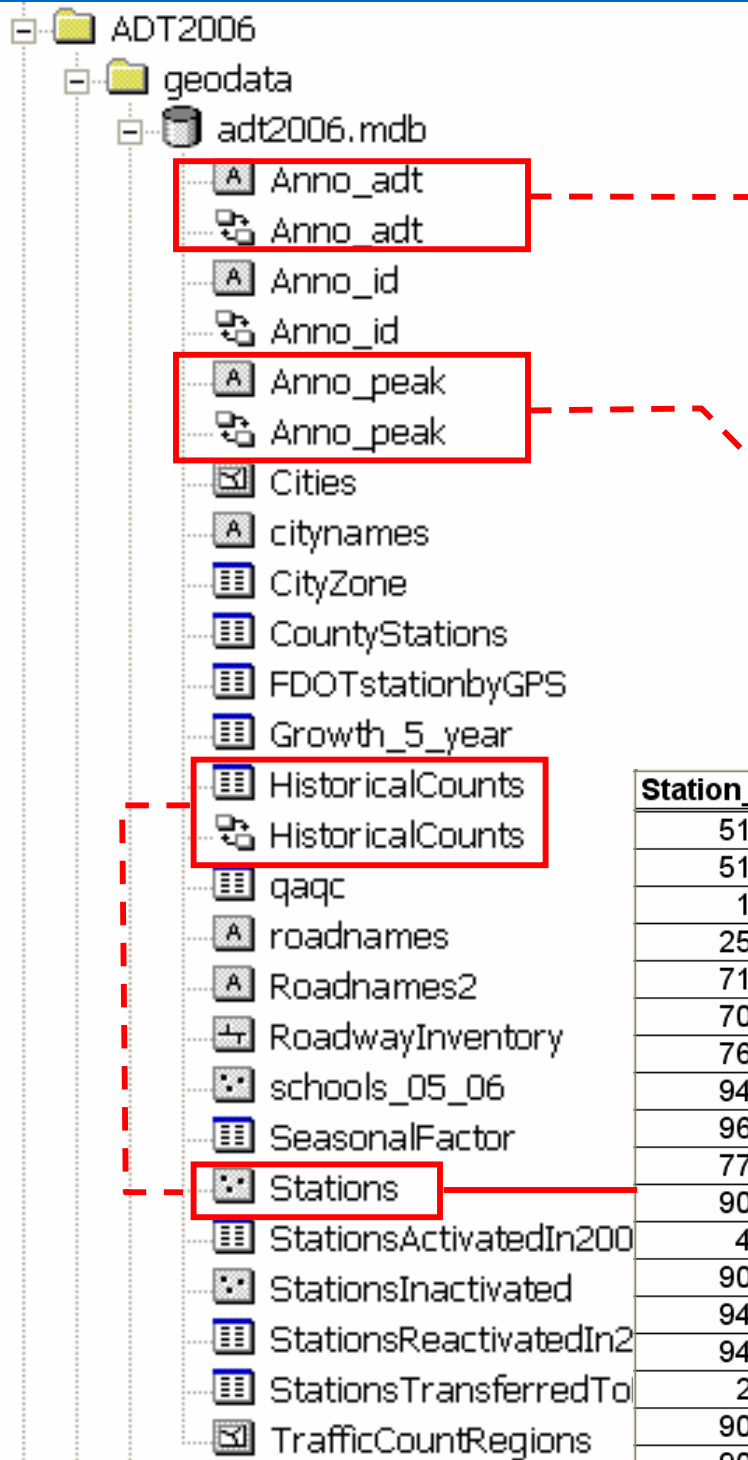 ADT2006
geodata
adt2006.mdb
A Anno_adt
Anno_adt
A Anno_id
Anno_id
A Anno_peak
Anno_peak
Cities
A citynames
CityZone
CountyStations
FDOTstationbyGPS
Growth_5_year
HistoricalCounts
HistoricalCounts
qaqc
A roadnames
A Roadnames2
RoadwayInventory
schools_05_06
SeasonalFactor
Stations
StationsActivatedIn200
StationsInactivated
StationsReactivatedIn2
StationsTransferredTo
TrafficCountRegions
Station_
51
51
1
25
71
70
76
94
96
77
90
4
90
94
94
2
90